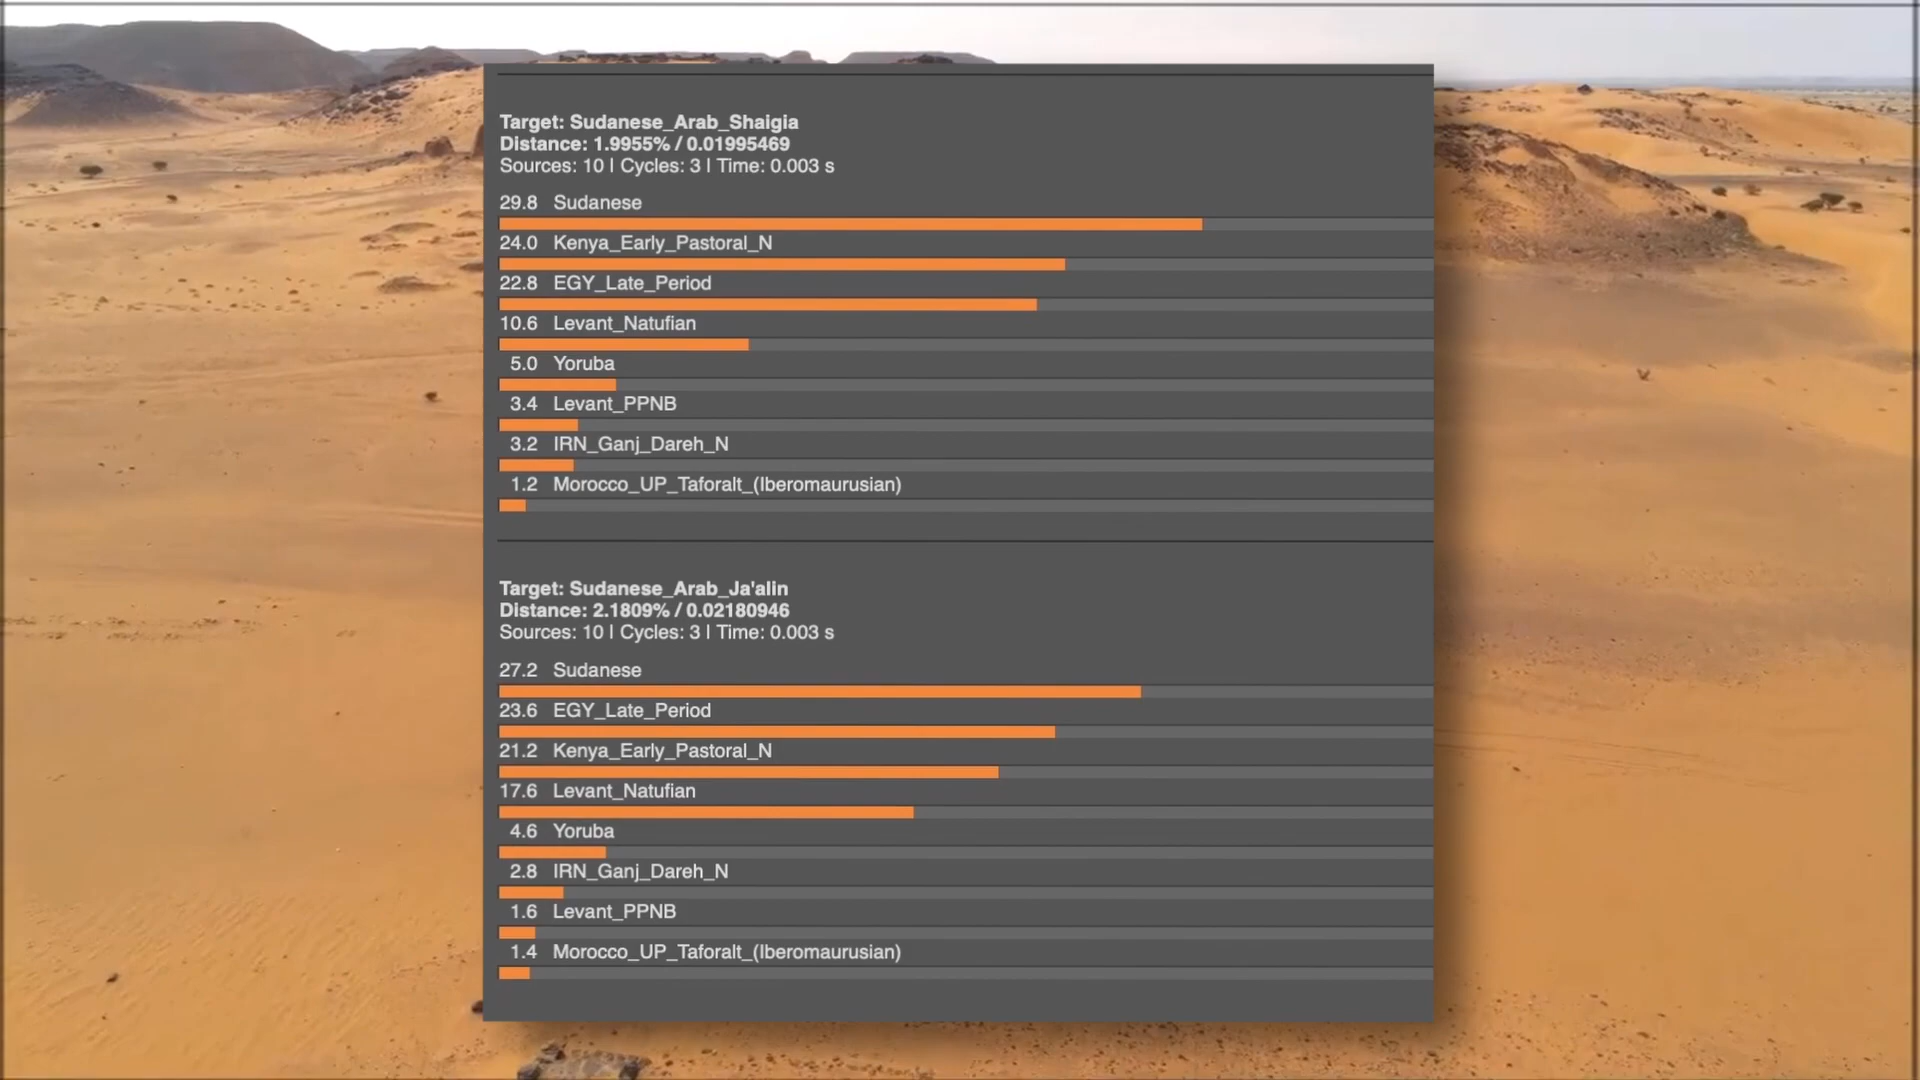 Target: Sudanese_Arab_Shaigia
Distance: 1.9955% / 0.01995469
Sources: 10 | Cycles: 3 | Time: 0.003 s
29.8 Sudanese
24.0 Kenya_Early_Pastoral_N
22.8 EGY_Late_Period
10.6 Levant_Natufian
5.0 Yoruba
3.4 Levant_PPNB
3.2 IRN_Ganj_Dareh_N
1.2 Morocco_UP_Taforalt_(Iberomaurusian)
Target: Sudanese_Arab_Ja'alin
Distance: 2.1809% / 0.02180946
Sources: 10 | Cycles: 3 | Time: 0.003 s
27.2 Sudanese
23.6 EGY_Late_Period
21.2 Kenya_Early_Pastoral_N
17.6 Levant_Natufian
4.6 Yoruba
2.8 IRN_Ganj_Dareh_N
1.6 Levant_PPNB
1.4 Morocco_UP_Taforalt_(Iberomaurusian)